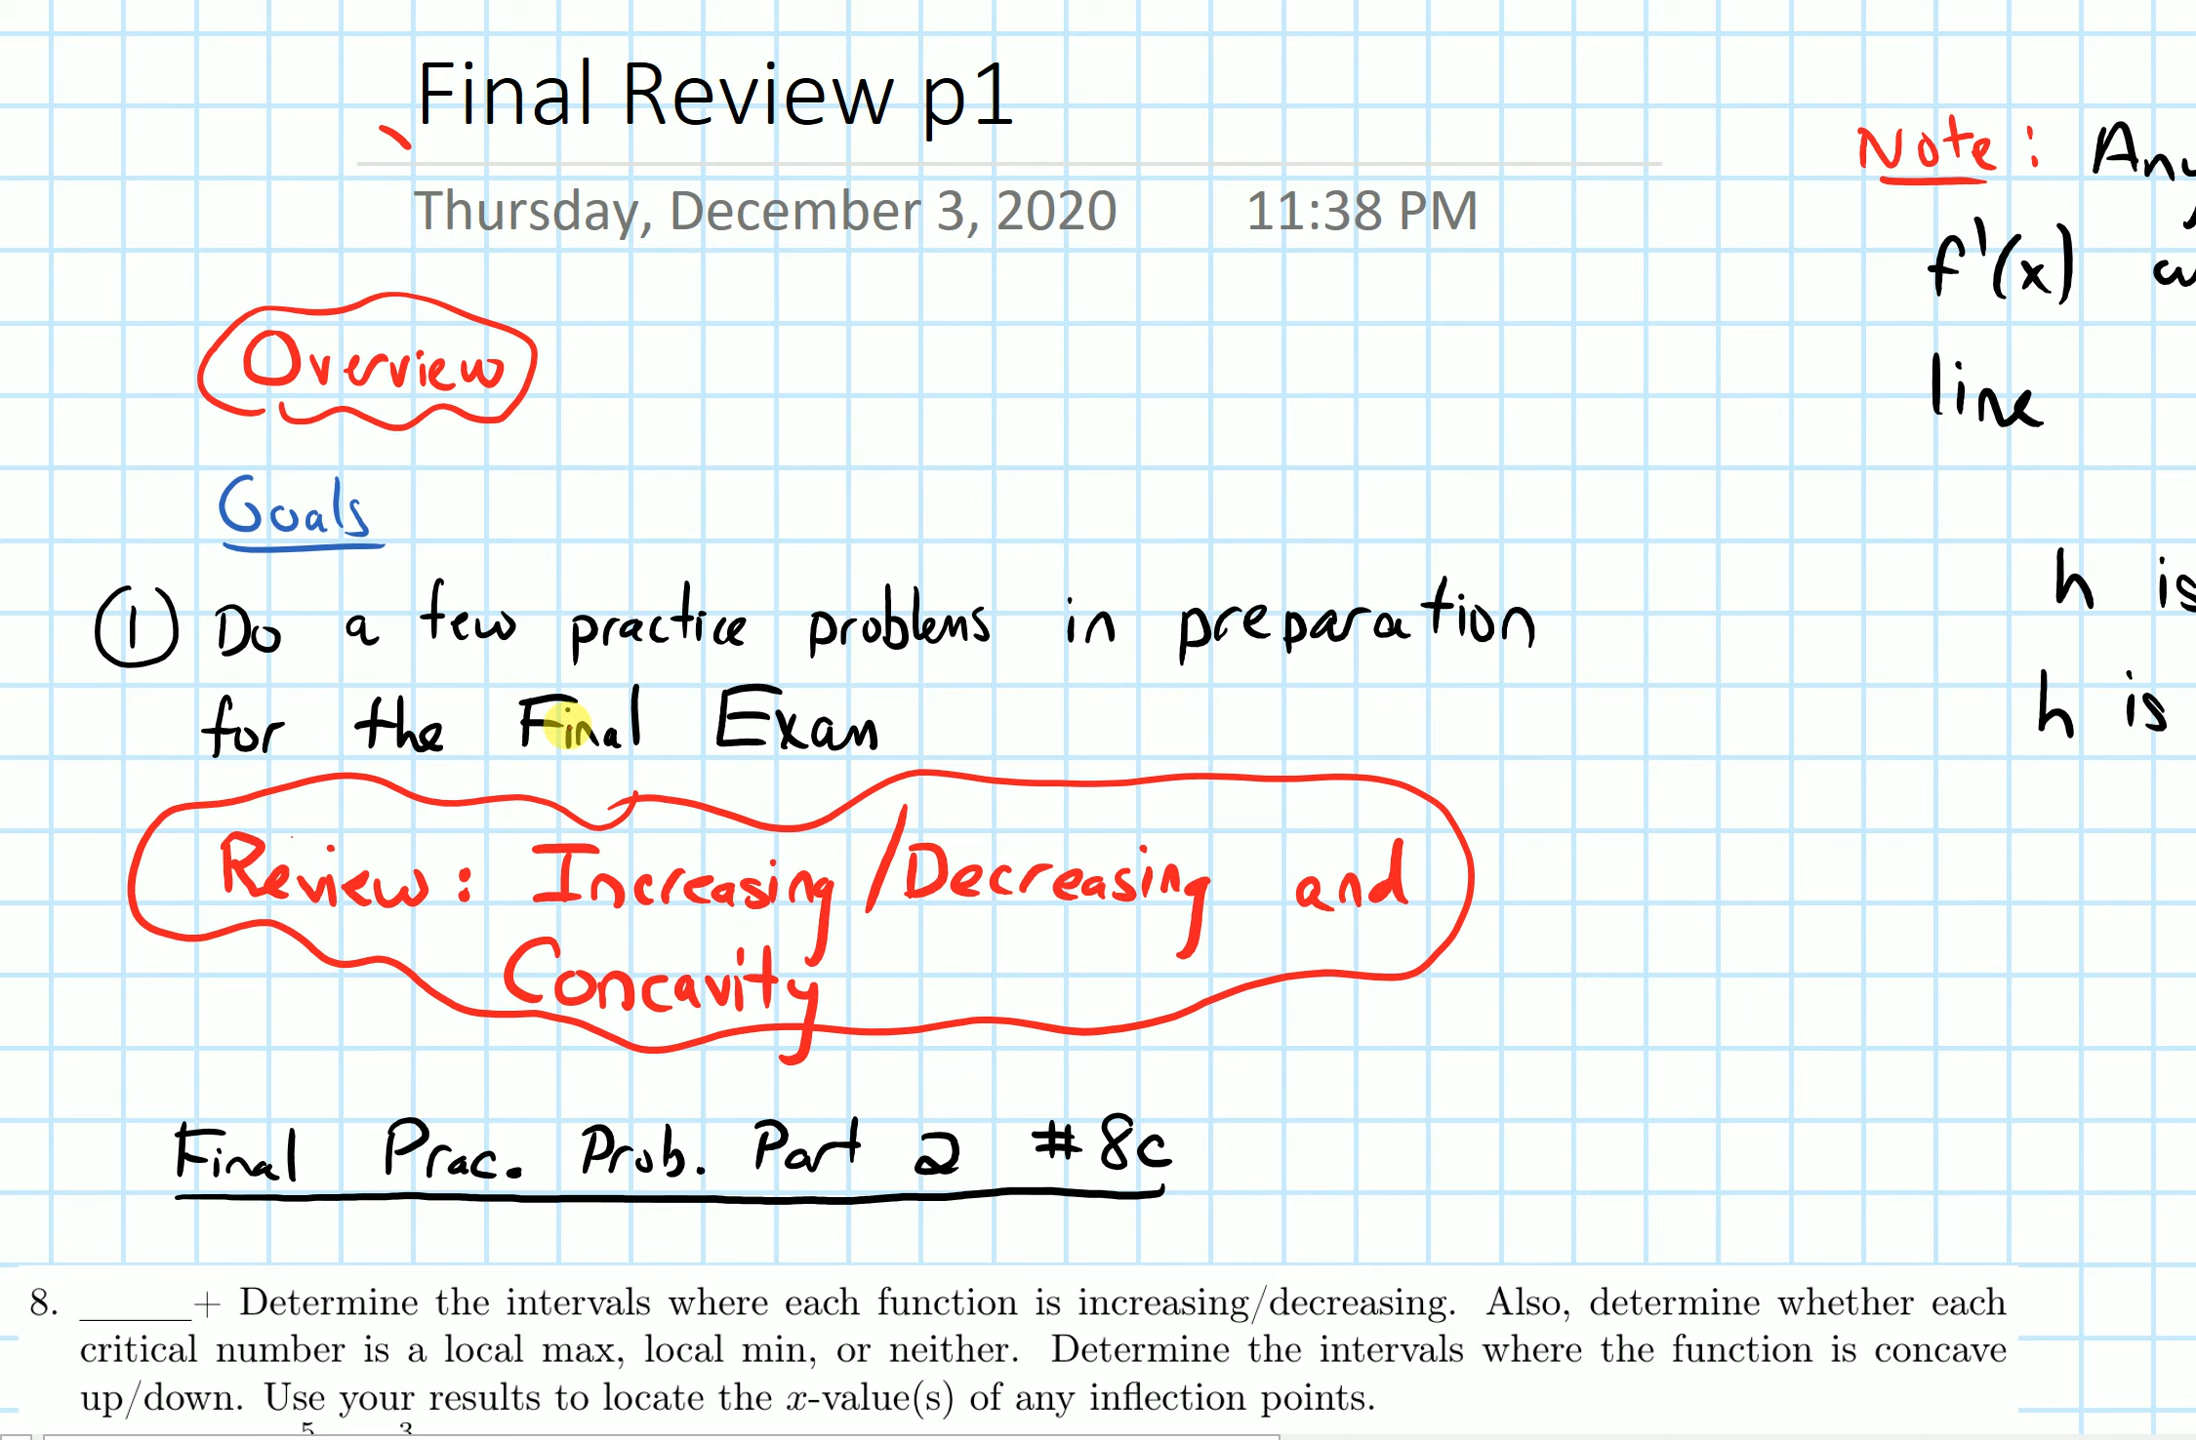 Final Review p1
Thursday, December 3, 2020 11:38 PM
Overview
Goals
① Do a few practice problems in preparation
for the Final Exam
Review: Increasing/Decreasing and
Concavity
Final Prac. Prob. Part 2 #8c
8. ______+ Determine the intervals where each function is increasing/decreasing. Also, determine whether each
critical number is a local max, local min, or neither. Determine the intervals where the function is concave
up/down. Use your results to locate the x-value(s) of any inflection points.
5 3
Note: Any
f'(x)
line
h is
h is